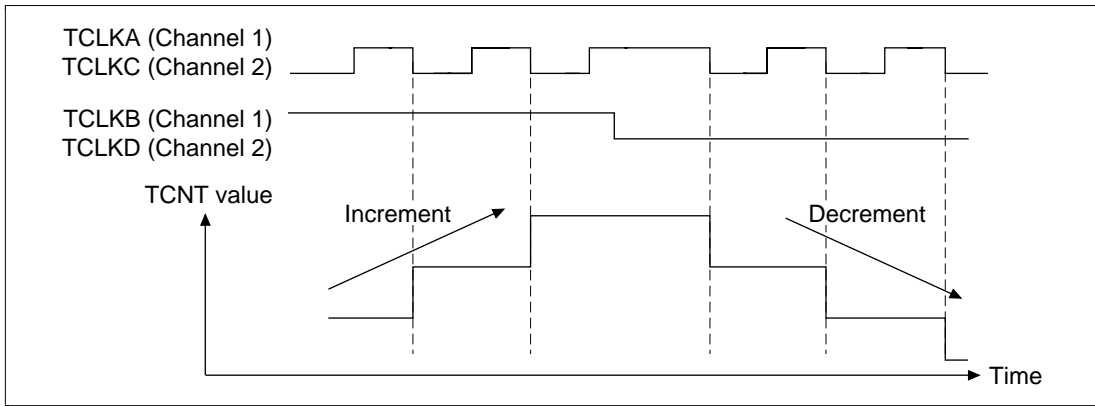 TCLKA (Channel 1)
TCLKC (Channel 2)
TCLKB (Channel 1)
TCLKD (Channel 2)
TCNT value
Increment
Decrement
Time